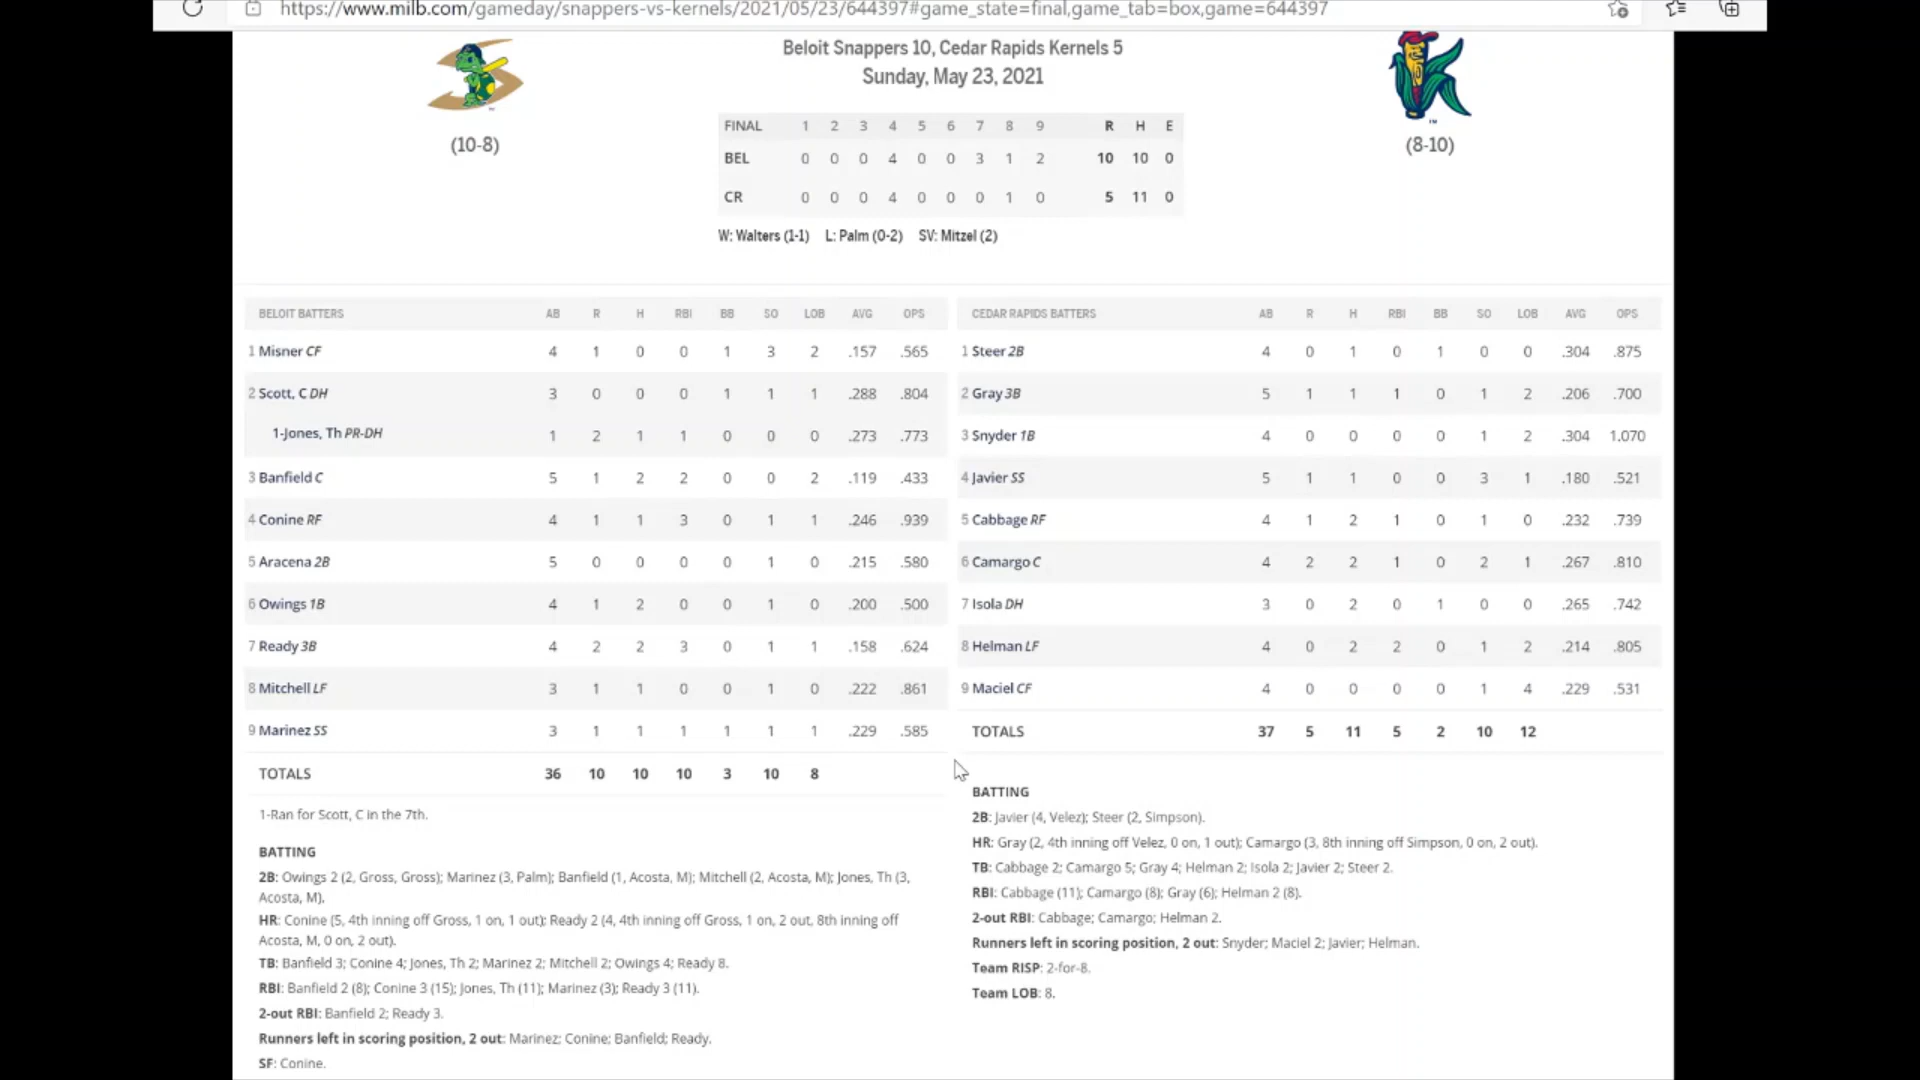 https://www.milb.com/gameday/snappers-vs-kernels/2021/05/23/644397#game_state=final,game_tab=box,game=644397
Beloit Snappers 10, Cedar Rapids Kernels 5
Sunday, May 23, 2021
(10-8)
(8-10)
FINAL 1 2 3 4 5 6 7 8 9 R H E
BEL 0 0 0 4 0 0 3 1 2 10 10 0
CR 0 0 0 4 0 0 0 1 0 5 11 0
W: Walters (1-1) L: Palm (0-2) SV: Mitzel (2)
BELOIT BATTERS AB R H RBI BB SO LOB AVG OPS
1 Misner CF 4 1 0 0 1 3 2 .157 .565
2 Scott, C DH 3 0 0 0 1 1 1 .288 .804
1-Jones, Th PR-DH 1 2 1 1 0 0 0 .273 .773
3 Banfield C 5 1 2 2 0 0 2 .119 .433
4 Conine RF 4 1 1 3 0 1 1 .246 .939
5 Aracena 2B 5 0 0 0 0 1 0 .215 .580
6 Owings 1B 4 1 2 0 0 1 0 .200 .500
7 Ready 3B 4 2 2 3 0 1 1 .158 .624
8 Mitchell LF 3 1 1 0 0 1 0 .222 .861
9 Marinez SS 3 1 1 1 1 1 1 .229 .585
TOTALS 36 10 10 10 3 10 8
1-Ran for Scott, C in the 7th.
BATTING
2B: Owings 2 (2, Gross, Gross); Marinez (3, Palm); Banfield (1, Acosta, M); Mitchell (2, Acosta, M); Jones, Th (3,
Acosta, M).
HR: Conine (5, 4th inning off Gross, 1 on, 1 out); Ready 2 (4, 4th inning off Gross, 1 on, 2 out, 8th inning off
Acosta, M, 0 on, 2 out).
TB: Banfield 3; Conine 4; Jones, Th 2; Marinez 2; Mitchell 2; Owings 4; Ready 8.
RBI: Banfield 2 (8); Conine 3 (15); Jones, Th (11); Marinez (3); Ready 3 (11).
2-out RBI: Banfield 2; Ready 3.
Runners left in scoring position, 2 out: Marinez; Conine; Banfield; Ready.
SF: Conine.
CEDAR RAPIDS BATTERS AB R H RBI BB SO LOB AVG OPS
1 Steer 2B 4 0 1 0 1 0 0 .304 .875
2 Gray 3B 5 1 1 1 0 1 2 .206 .700
3 Snyder 1B 4 0 0 0 0 1 2 .304 1.070
4 Javier SS 5 1 1 0 0 3 1 .180 .521
5 Cabbage RF 4 1 2 1 0 1 0 .232 .739
6 Camargo C 4 2 2 1 0 2 1 .267 .810
7 Isola DH 3 0 2 0 1 0 0 .265 .742
8 Helman LF 4 0 2 2 0 1 2 .214 .805
9 Maciel CF 4 0 0 0 0 1 4 .229 .531
TOTALS 37 5 11 5 2 10 12
BATTING
2B: Javier (4, Velez); Steer (2, Simpson).
HR: Gray (2, 4th inning off Velez, 0 on, 1 out); Camargo (3, 8th inning off Simpson, 0 on, 2 out).
TB: Cabbage 2; Camargo 5; Gray 4; Helman 2; Isola 2; Javier 2; Steer 2.
RBI: Cabbage (11); Camargo (8); Gray (6); Helman 2 (8).
2-out RBI: Cabbage; Camargo; Helman 2.
Runners left in scoring position, 2 out: Snyder; Maciel 2; Javier; Helman.
Team RISP: 2-for-8.
Team LOB: 8.